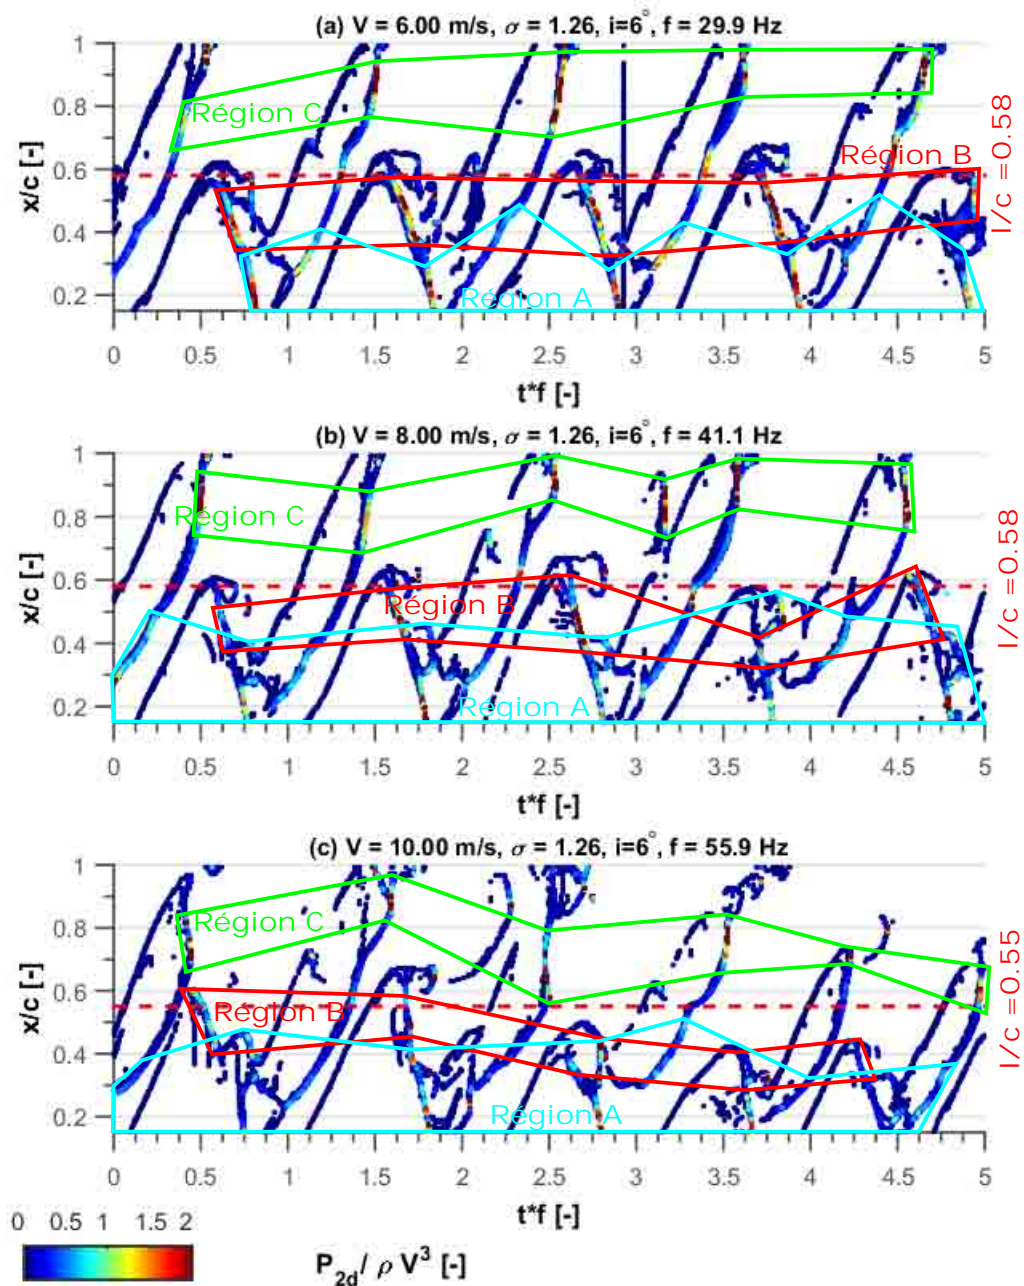 (a) V = 6.00 m/s, σ = 1.26, i=6°, f = 29.9 Hz
1
0.8
0.6
0.4
0.2
x/c [-]
Région C
Région B
Région A
l/c =0.58
0 0.5 1 1.5 2 2.5 3 3.5 4 4.5 5
t*f [-]
(b) V = 8.00 m/s, σ = 1.26, i=6°, f = 41.1 Hz
1
0.8
0.6
0.4
0.2
x/c [-]
Région C
Région B
Région A
l/c =0.58
0 0.5 1 1.5 2 2.5 3 3.5 4 4.5 5
t*f [-]
(c) V = 10.00 m/s, σ = 1.26, i=6°, f = 55.9 Hz
1
0.8
0.6
0.4
0.2
x/c [-]
Région C
Région B
Région A
l/c =0.55
0 0.5 1 1.5 2 2.5 3 3.5 4 4.5 5
t*f [-]
0 0.5 1 1.5 2
P2d/ ρ V³ [-]